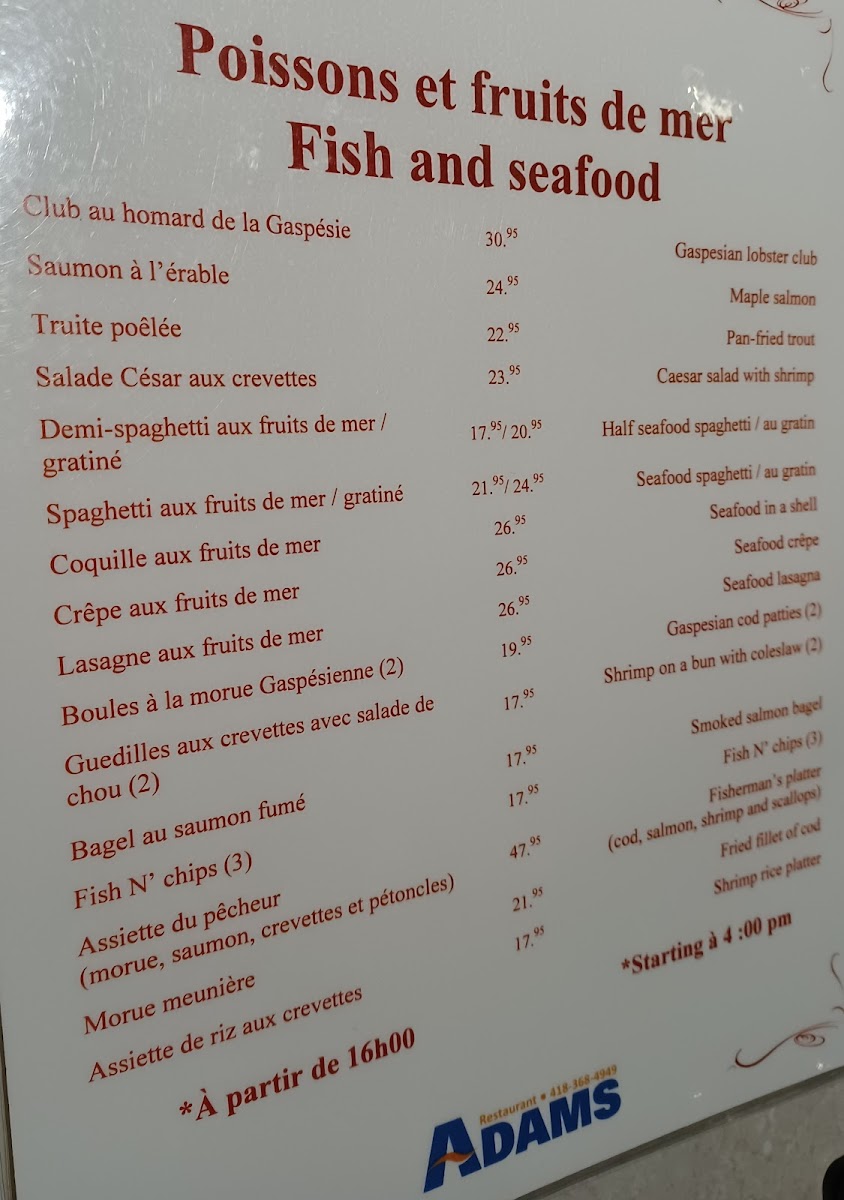 Poissons et fruits de mer
Fish and seafood
Club au homard de la Gaspésie 30.95 Gaspesian lobster club
Saumon à l'érable 24.95 Maple salmon
Truite poêlée 22.95 Pan-fried trout
Salade César aux crevettes 23.95 Caesar salad with shrimp
Demi-spaghetti aux fruits de mer / 17.95/ 20.95 Half seafood spaghetti / au gratin
gratiné
Spaghetti aux fruits de mer / gratiné 21.95/ 24.95 Seafood spaghetti / au gratin
Coquille aux fruits de mer 26.95 Seafood in a shell
Crêpe aux fruits de mer 26.95 Seafood crêpe
Lasagne aux fruits de mer 26.95 Seafood lasagna
Boules à la morue Gaspésienne (2) 19.95 Gaspesian cod patties (2)
Guedilles aux crevettes avec salade de 17.95 Shrimp on a bun with coleslaw (2)
chou (2)
Bagel au saumon fumé 17.95 Smoked salmon bagel
Fish N' chips (3) 17.95 Fish N' chips (3)
Assiette du pêcheur 47.95 Fisherman's platter
(morue, saumon, crevettes et pétoncles) (cod, salmon, shrimp and scallops)
Morue meunière 21.95 Fried fillet of cod
Assiette de riz aux crevettes 17.95 Shrimp rice platter
*À partir de 16h00 *Starting à 4 :00 pm
Restaurant • 418-368-4949
ADAMS